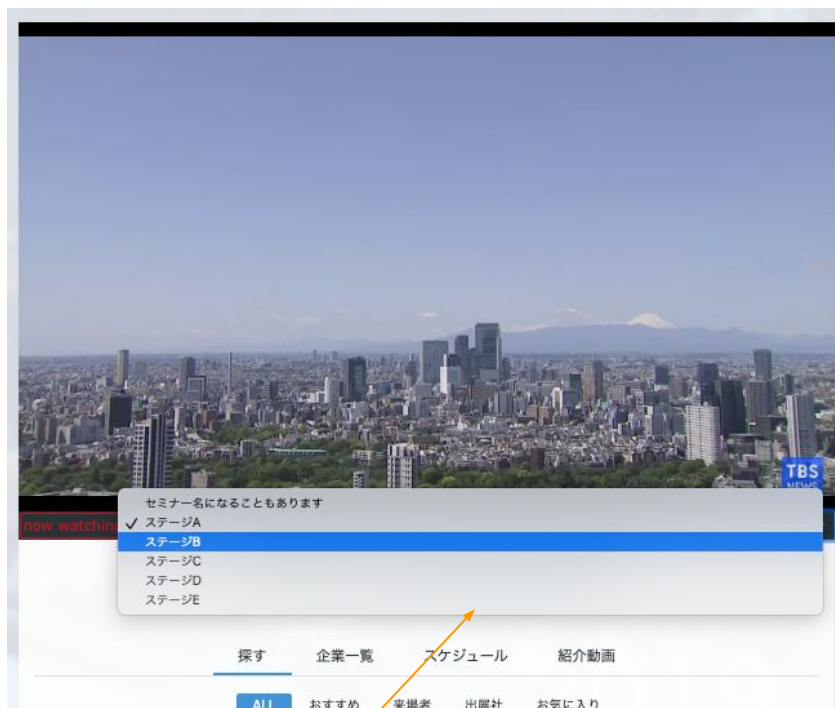 TBS
NEWS
セミナー名になることもあります
now watching
✓ ステージA
ステージB
ステージC
ステージD
ステージE
探す 企業一覧 スケジュール 紹介動画
ALL おすすめ 来場者 出展社 お気に入り